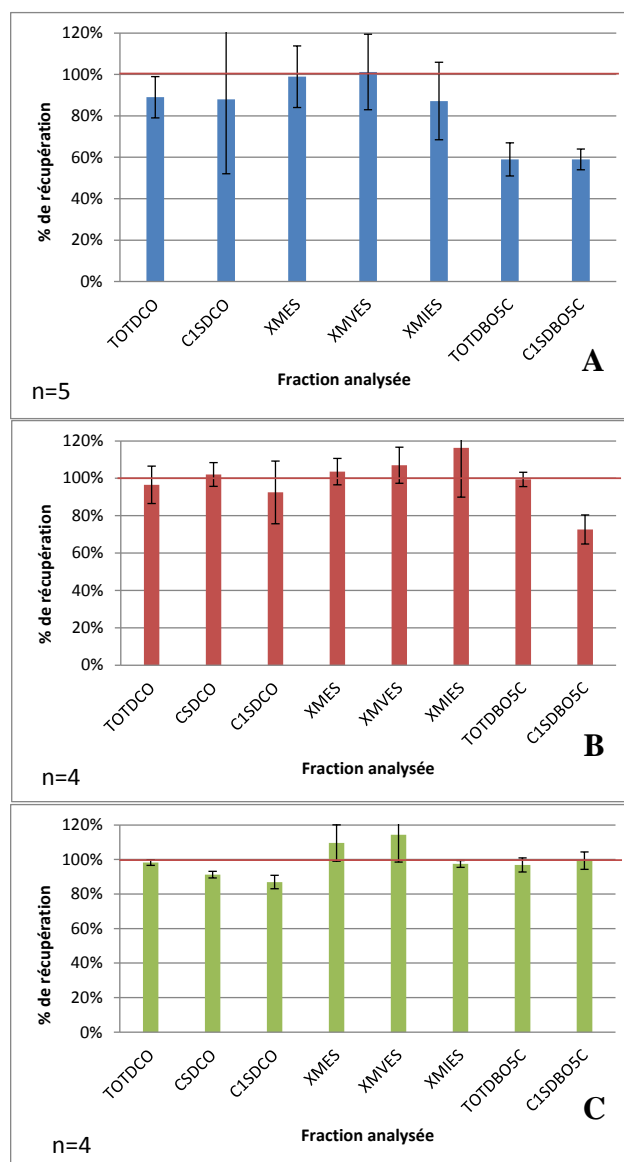 120%
100%
80%
60%
40%
20%
0%
% de récupération
TOTDCO
C1SDCO
XMES
XMVES
XMIES
TOTDBO5C
C1SDBO5C
Fraction analysée
A
n=5
120%
100%
80%
60%
40%
20%
0%
% de récupération
TOTDCO
CSDCO
C1SDCO
XMES
XMVES
XMIES
TOTDBO5C
C1SDBO5C
Fraction analysée
B
n=4
120%
100%
80%
60%
40%
20%
0%
% de récupération
TOTDCO
CSDCO
C1SDCO
XMES
XMVES
XMIES
TOTDBO5C
C1SDBO5C
Fraction analysée
C
n=4